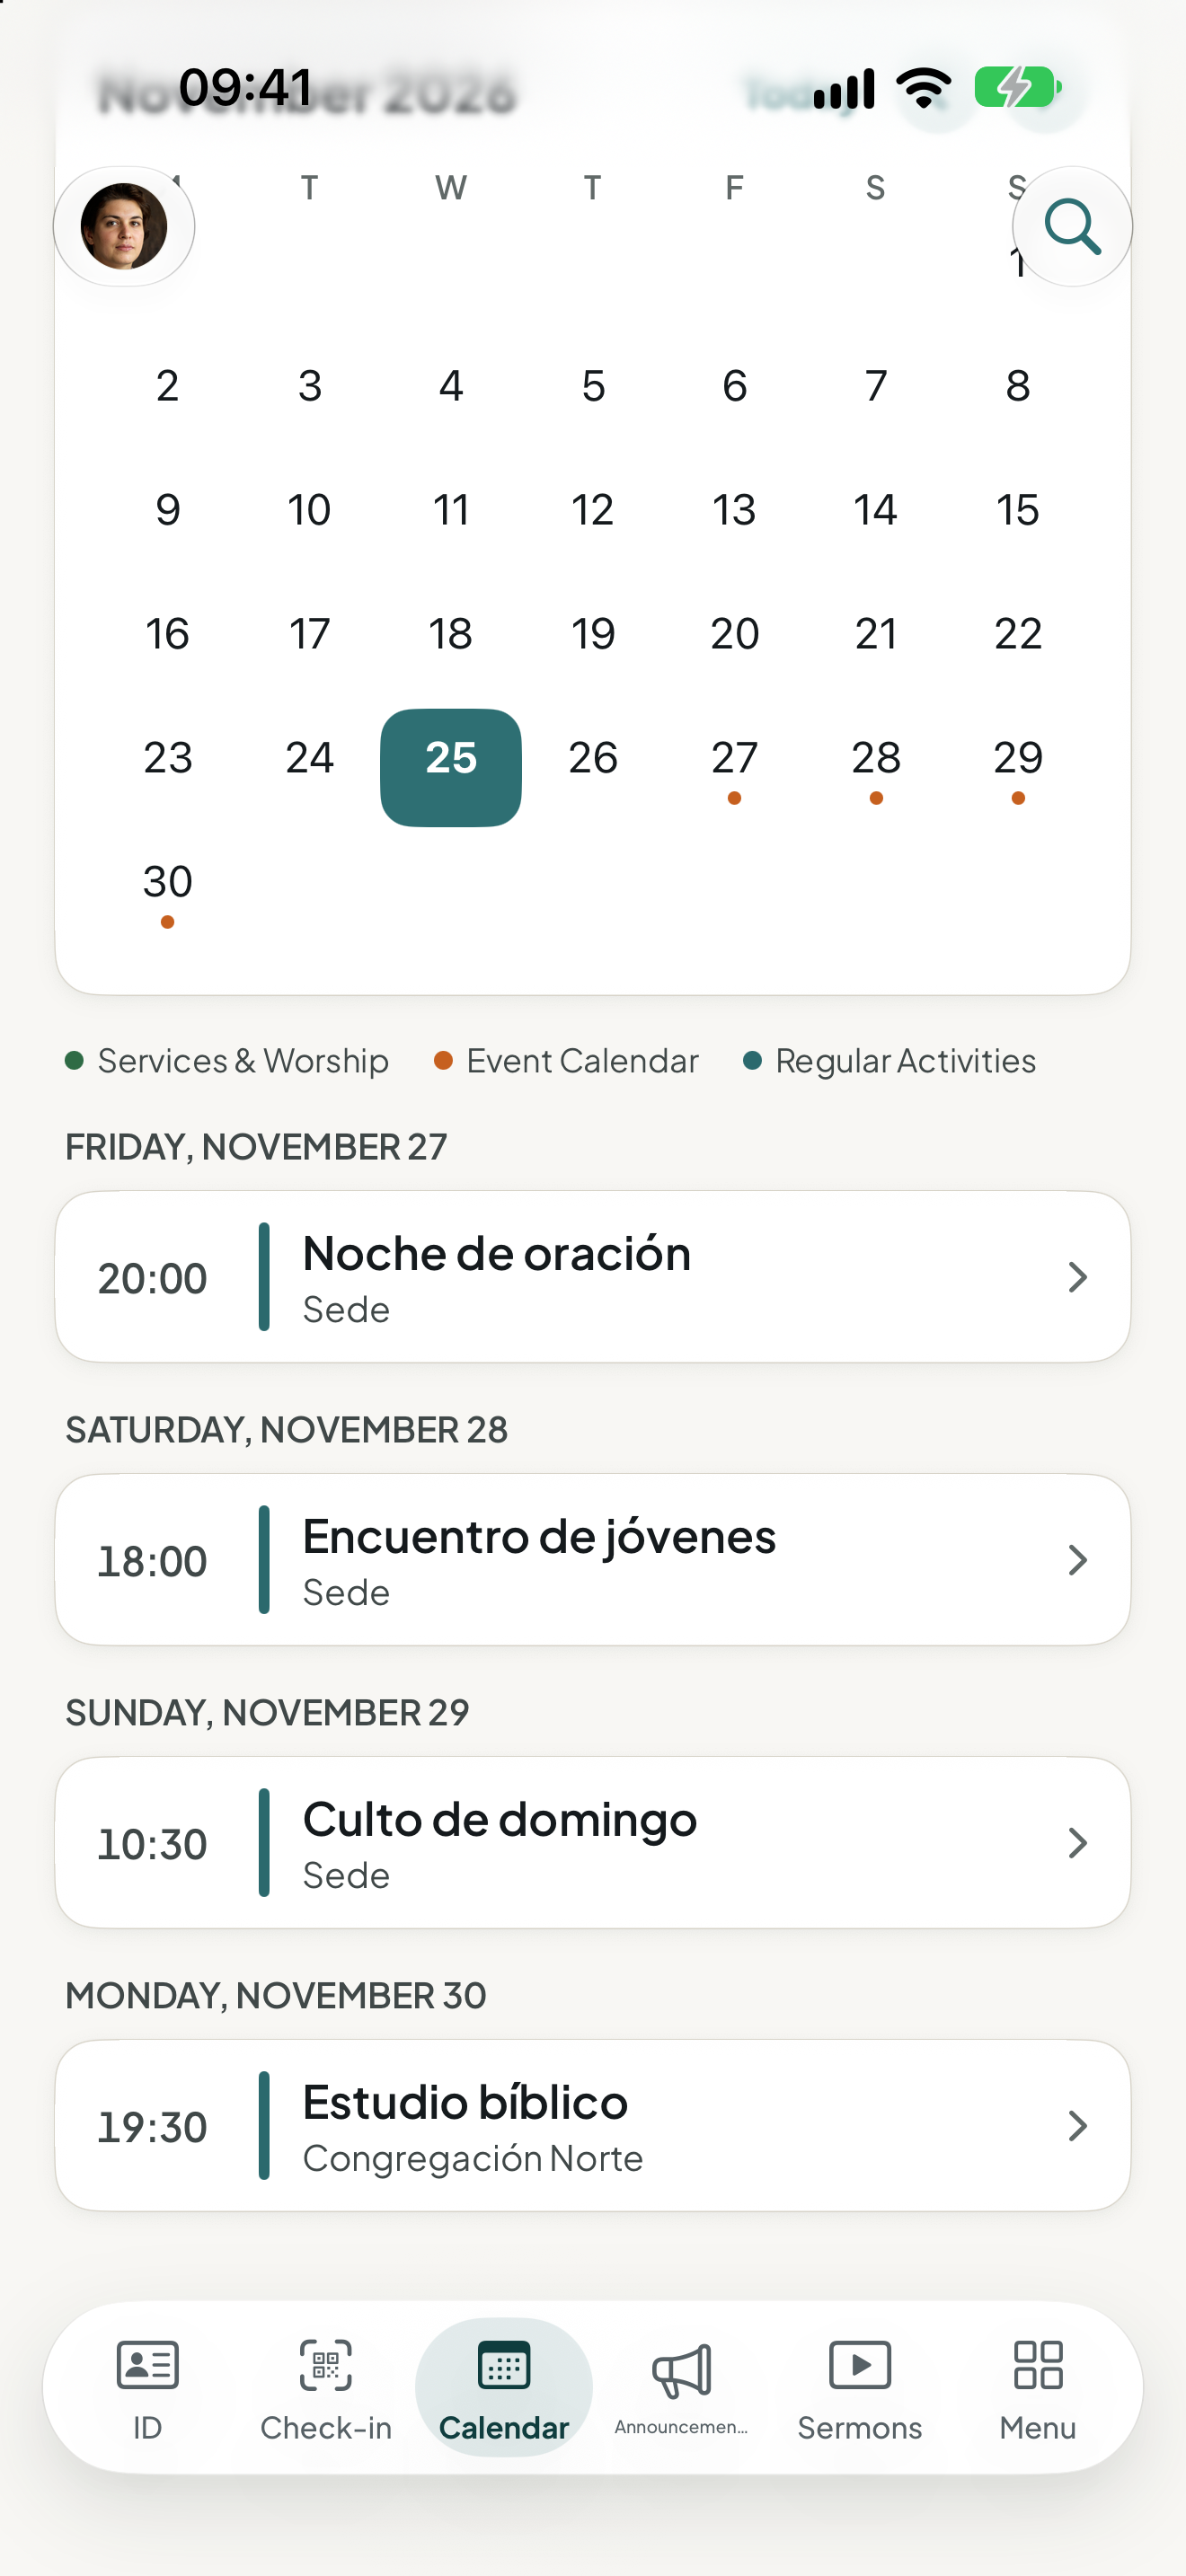 09:41
November 2026
Today
T W T F S S
1
2 3 4 5 6 7 8
9 10 11 12 13 14 15
16 17 18 19 20 21 22
23 24 25 26 27 28 29
30
Services & Worship Event Calendar Regular Activities
FRIDAY, NOVEMBER 27
20:00
Noche de oración
Sede
SATURDAY, NOVEMBER 28
18:00
Encuentro de jóvenes
Sede
SUNDAY, NOVEMBER 29
10:30
Culto de domingo
Sede
MONDAY, NOVEMBER 30
19:30
Estudio bíblico
Congregación Norte
ID Check-in Calendar Announcemen... Sermons Menu